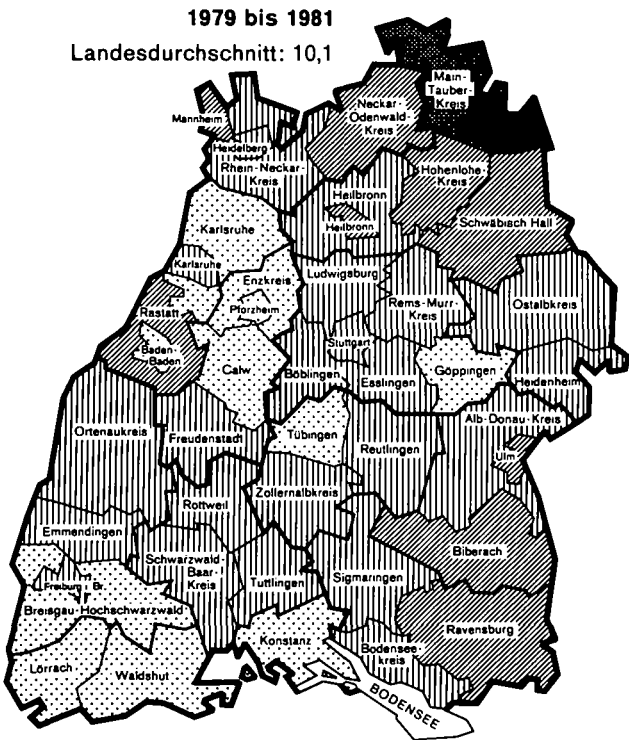 1979 bis 1981
Landesdurchschnitt: 10,1
Main-
Tauber-
Kreis
Neckar-
Odenwald-
Kreis
Mannheim
Heidelberg
Rhein-Neckar-
Kreis
Hohenlohe-
Kreis
Heilbronn
Heilbronn
Schwäbisch Hall
Karlsruhe
Karlsruhe
Enzkreis
Pforzheim
Ludwigsburg
Rems-Murr-
Kreis
Ostalbkreis
Rastatt
Baden-
Baden
Calw
Stuttgart
Böblingen
Esslingen
Göppingen
Heidenheim
Ortenaukreis
Freudenstadt
Tübingen
Reutlingen
Alb-Donau-Kreis
Ulm
Zollernalbkreis
Rottweil
Emmendingen
Schwarzwald-
Baar-
Kreis
Tuttlingen
Sigmaringen
Biberach
Freiburg Br.
Breisgau-Hochschwarzwald
Konstanz
Bodensee-
kreis
Ravensburg
Lörrach
Waldshut
BODENSEE